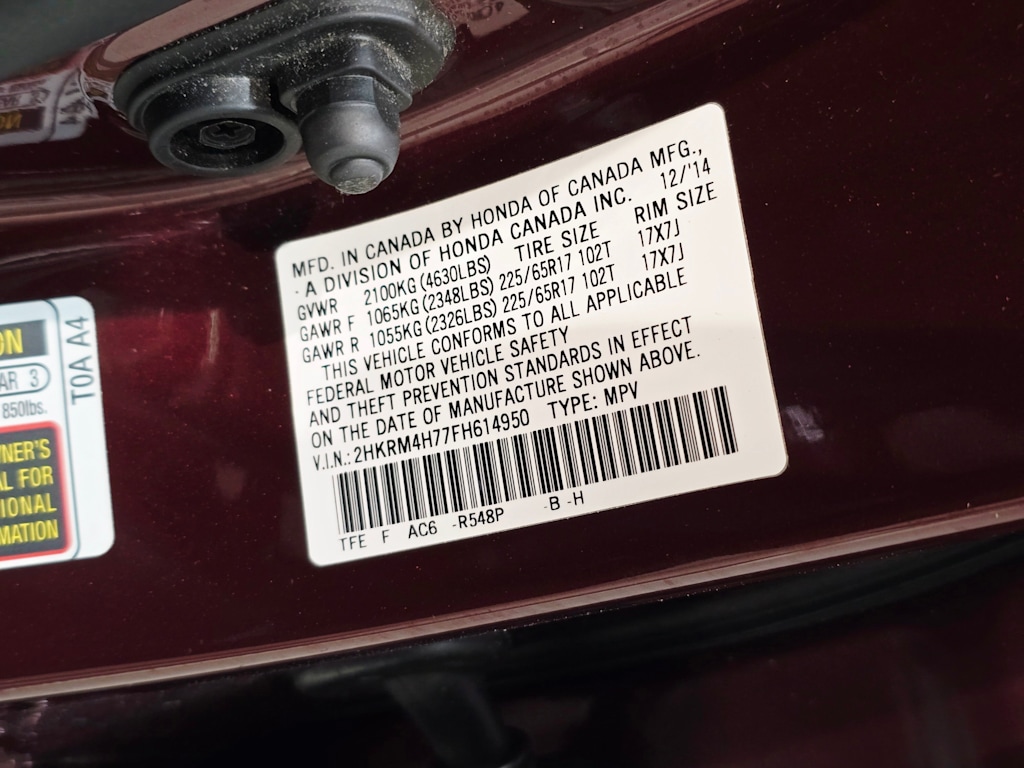 MFD. IN CANADA BY HONDA OF CANADA MFG.,
A DIVISION OF HONDA CANADA INC. 12/'14
GVWR 2100KG(4630LBS) TIRE SIZE RIM SIZE
GAWR F 1065KG(2348LBS) 225/65R17 102T 17X7J
GAWR R 1055KG(2326LBS) 225/65R17 102T 17X7J
THIS VEHICLE CONFORMS TO ALL APPLICABLE
FEDERAL MOTOR VEHICLE SAFETY
AND THEFT PREVENTION STANDARDS IN EFFECT
ON THE DATE OF MANUFACTURE SHOWN ABOVE.
V.I.N.: 2HKRM4H77FH614950 TYPE: MPV
TFE F AC6 -R548P -B -H
T0A A4
ON
AR 3
850lbs.
NER'S
AL FOR
IONAL
MATION